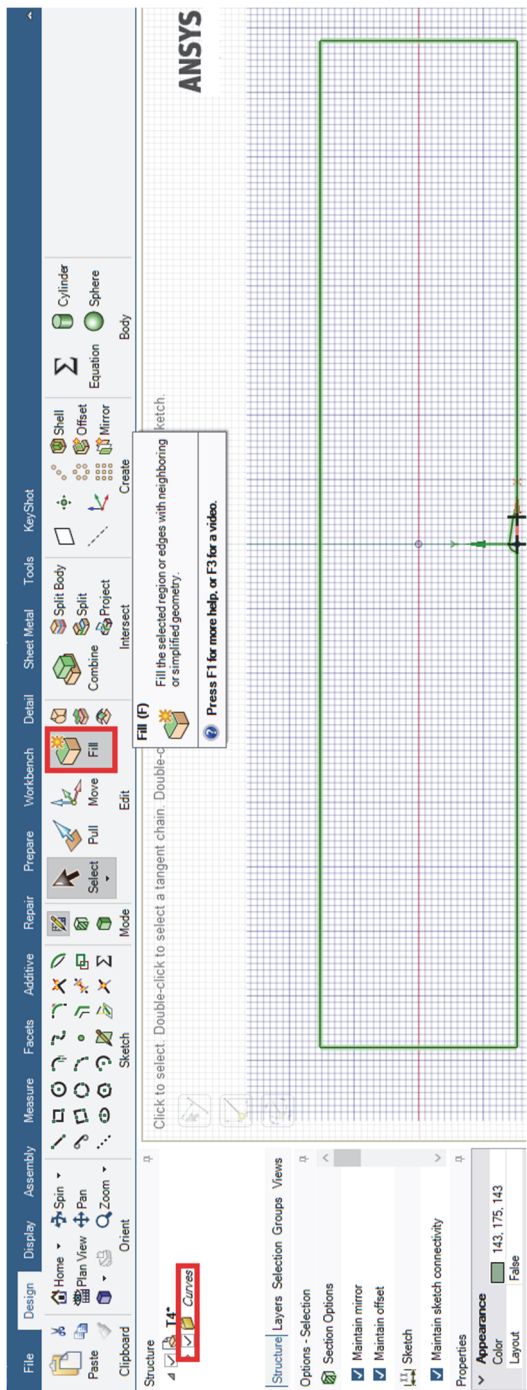 File Design Display Assembly Measure Facets Additive Repair Prepare Workbench Detail Sheet Metal Tools KeyShot
Paste
Home Spin
Plan View Pan
Zoom
Select Pull Move Fill
Combine
Split Body
Split
Project
Shell
Offset
Mirror
Σ
Equation
Cylinder
Sphere
Clipboard Orient Sketch Mode Edit Intersect Create Body
Structure
T4*
Curves
Structure Layers Selection Groups Views
Options - Selection
Section Options
Maintain mirror
Maintain offset
Sketch
Maintain sketch connectivity
Properties
Appearance
Color 143, 175, 143
Layout False
Click to select. Double-click to select a tangent chain. Double-c
ketch.
ANSYS
Fill (F)
Fill the selected region or edges with neighboring
or simplified geometry.
Press F1 for more help, or F3 for a video.
Y
X